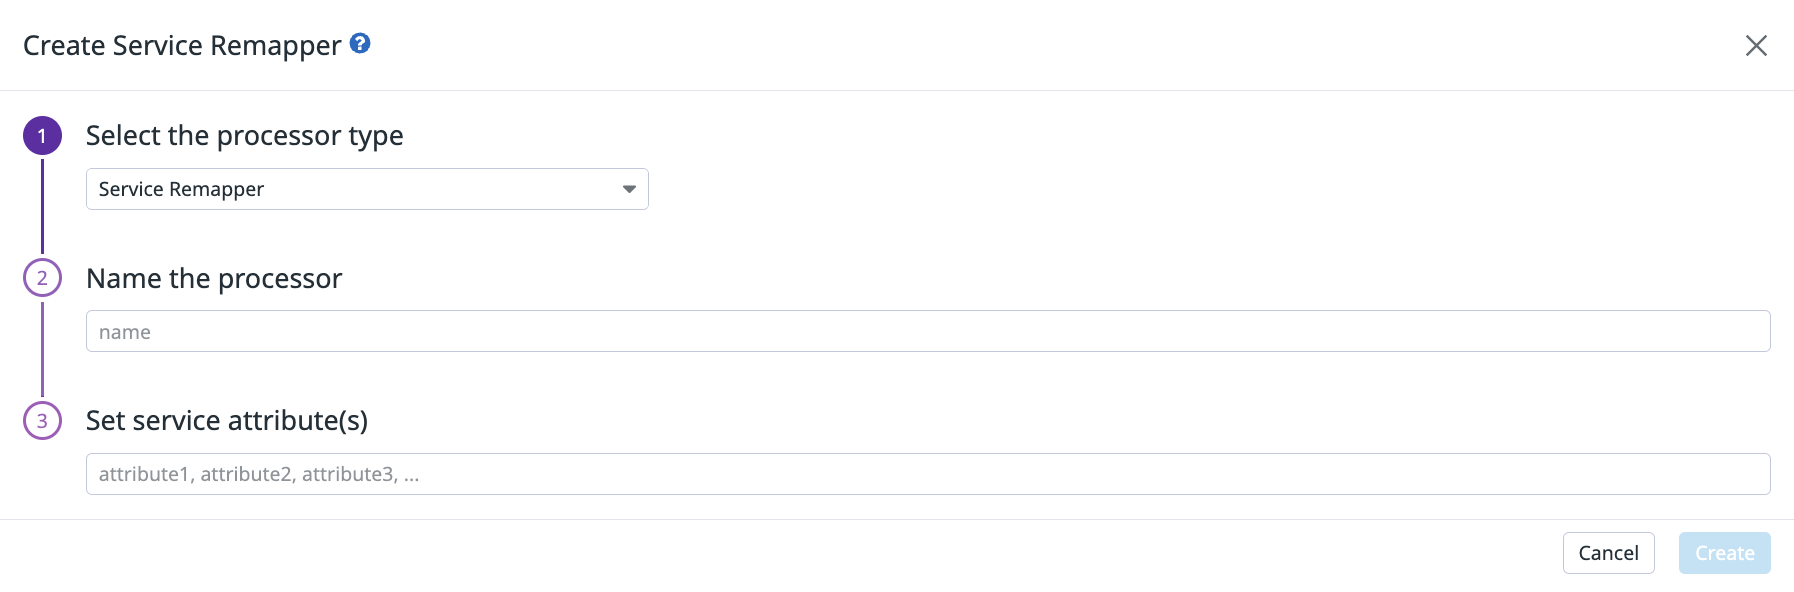 Create Service Remapper ?
1 Select the processor type
Service Remapper
2 Name the processor
name
3 Set service attribute(s)
attribute1, attribute2, attribute3, ...
Cancel Create